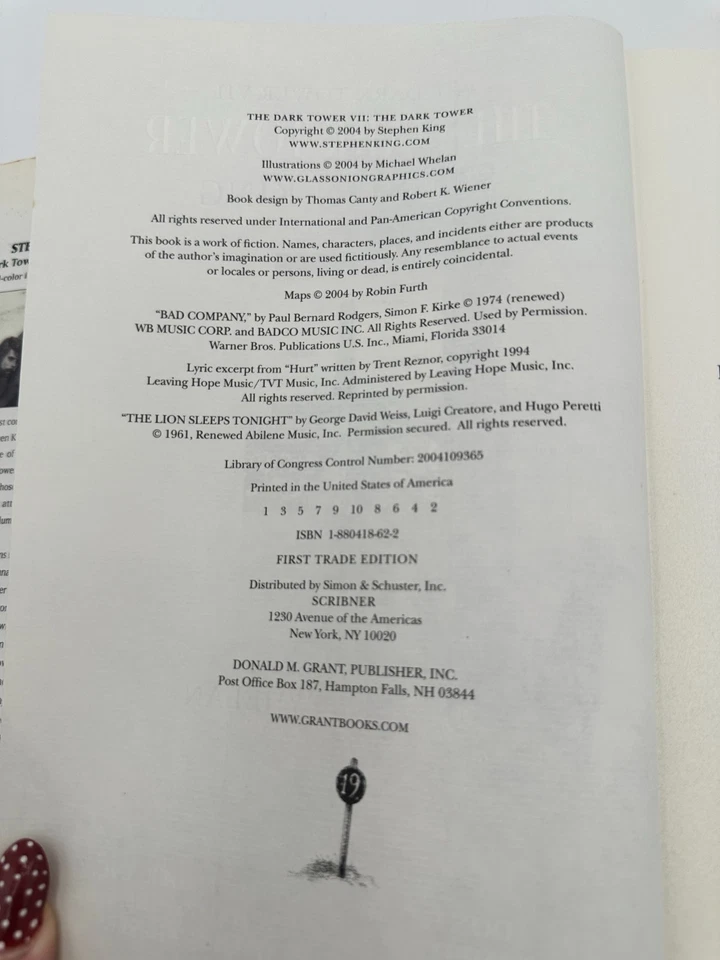 THE DARK TOWER VII: THE DARK TOWER
Copyright © 2004 by Stephen King
WWW.STEPHENKING.COM
Illustrations © 2004 by Michael Whelan
WWW.GLASSONIONGRAPHICS.COM
Book design by Thomas Canty and Robert K. Wiener
All rights reserved under International and Pan-American Copyright Conventions.
This book is a work of fiction. Names, characters, places, and incidents either are products
of the author's imagination or are used fictitiously. Any resemblance to actual events
or locales or persons, living or dead, is entirely coincidental.
Maps © 2004 by Robin Furth
“BAD COMPANY,” by Paul Bernard Rodgers, Simon F. Kirke © 1974 (renewed)
WB MUSIC CORP. and BADCO MUSIC INC. All Rights Reserved. Used by Permission.
Warner Bros. Publications U.S. Inc., Miami, Florida 33014
Lyric excerpt from “Hurt” written by Trent Reznor, copyright 1994
Leaving Hope Music/TVT Music, Inc. Administered by Leaving Hope Music, Inc.
All rights reserved. Reprinted by permission.
“THE LION SLEEPS TONIGHT” by George David Weiss, Luigi Creatore, and Hugo Peretti
© 1961, Renewed Abilene Music, Inc. Permission secured. All rights reserved.
Library of Congress Control Number: 2004109365
Printed in the United States of America
1 3 5 7 9 10 8 6 4 2
ISBN 1-880418-62-2
FIRST TRADE EDITION
Distributed by Simon & Schuster, Inc.
SCRIBNER
1230 Avenue of the Americas
New York, NY 10020
DONALD M. GRANT, PUBLISHER, INC.
Post Office Box 187, Hampton Falls, NH 03844
WWW.GRANTBOOKS.COM
19